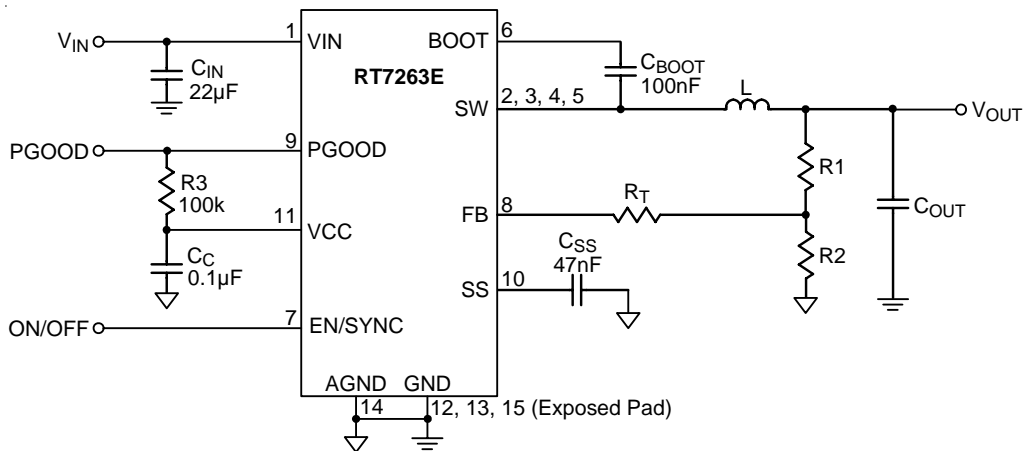 VIN
CIN
22µF
1
VIN
RT7263E
BOOT
6
CBOOT
100nF
SW
2, 3, 4, 5
L
VOUT
PGOOD
9
PGOOD
R3
100k
11
VCC
CC
0.1µF
FB
8
RT
R1
R2
COUT
CSS
47nF
SS
10
ON/OFF
7
EN/SYNC
AGND
GND
14
12, 13, 15 (Exposed Pad)